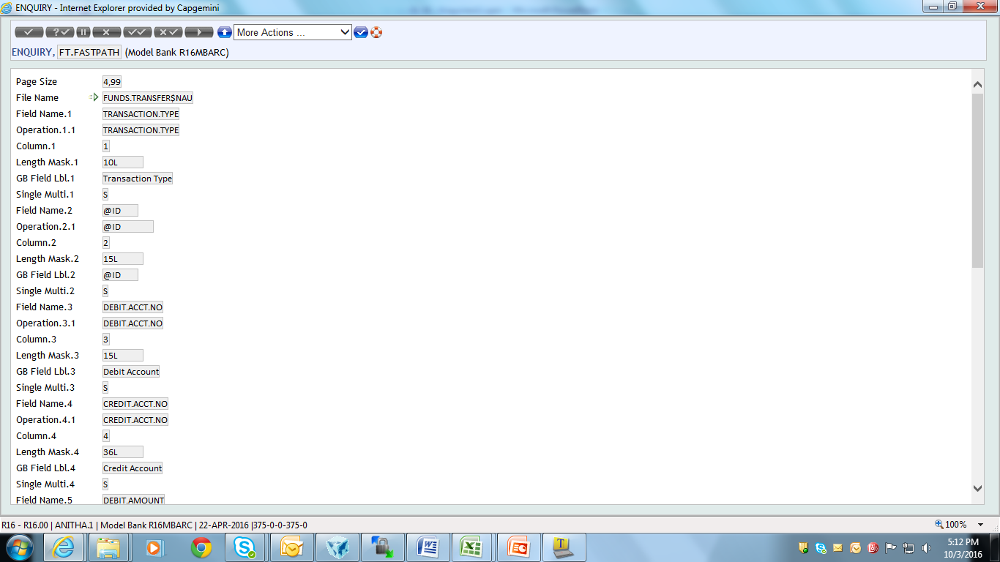 ENQUIRY - Internet Explorer provided by Capgemini
More Actions ...
ENQUIRY, FT.FASTPATH (Model Bank R16MBARC)
Page Size 4,99
File Name FUNDS.TRANSFER$NAU
Field Name.1 TRANSACTION.TYPE
Operation.1.1 TRANSACTION.TYPE
Column.1 1
Length Mask.1 10L
GB Field Lbl.1 Transaction Type
Single Multi.1 S
Field Name.2 @ID
Operation.2.1 @ID
Column.2 2
Length Mask.2 15L
GB Field Lbl.2 @ID
Single Multi.2 S
Field Name.3 DEBIT.ACCT.NO
Operation.3.1 DEBIT.ACCT.NO
Column.3 3
Length Mask.3 15L
GB Field Lbl.3 Debit Account
Single Multi.3 S
Field Name.4 CREDIT.ACCT.NO
Operation.4.1 CREDIT.ACCT.NO
Column.4 4
Length Mask.4 36L
GB Field Lbl.4 Credit Account
Single Multi.4 S
Field Name.5 DEBIT.AMOUNT
R16 - R16.00 | ANITHA.1 | Model Bank R16MBARC | 22-APR-2016 |375-0-0-375-0
100%
5:12 PM
10/3/2016